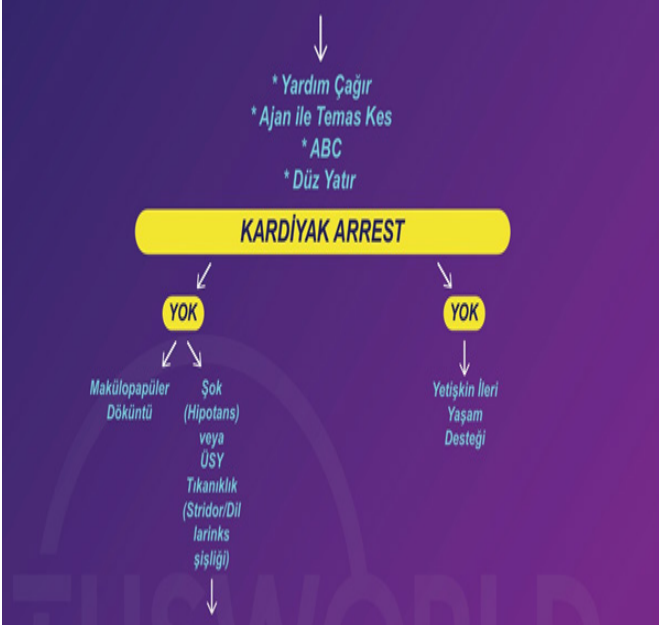 * Yardım Çağır
* Ajan ile Temas Kes
* ABC
* Düz Yatır
KARDİYAK ARREST
YOK
YOK
Makülopapüler
Döküntü
Şok
(Hipotans)
veya
ÜSY
Tıkanıklık
(Stridor/Dil
larinks
şişliği)
Yetişkin İleri
Yaşam
Desteği
TUSWORLD